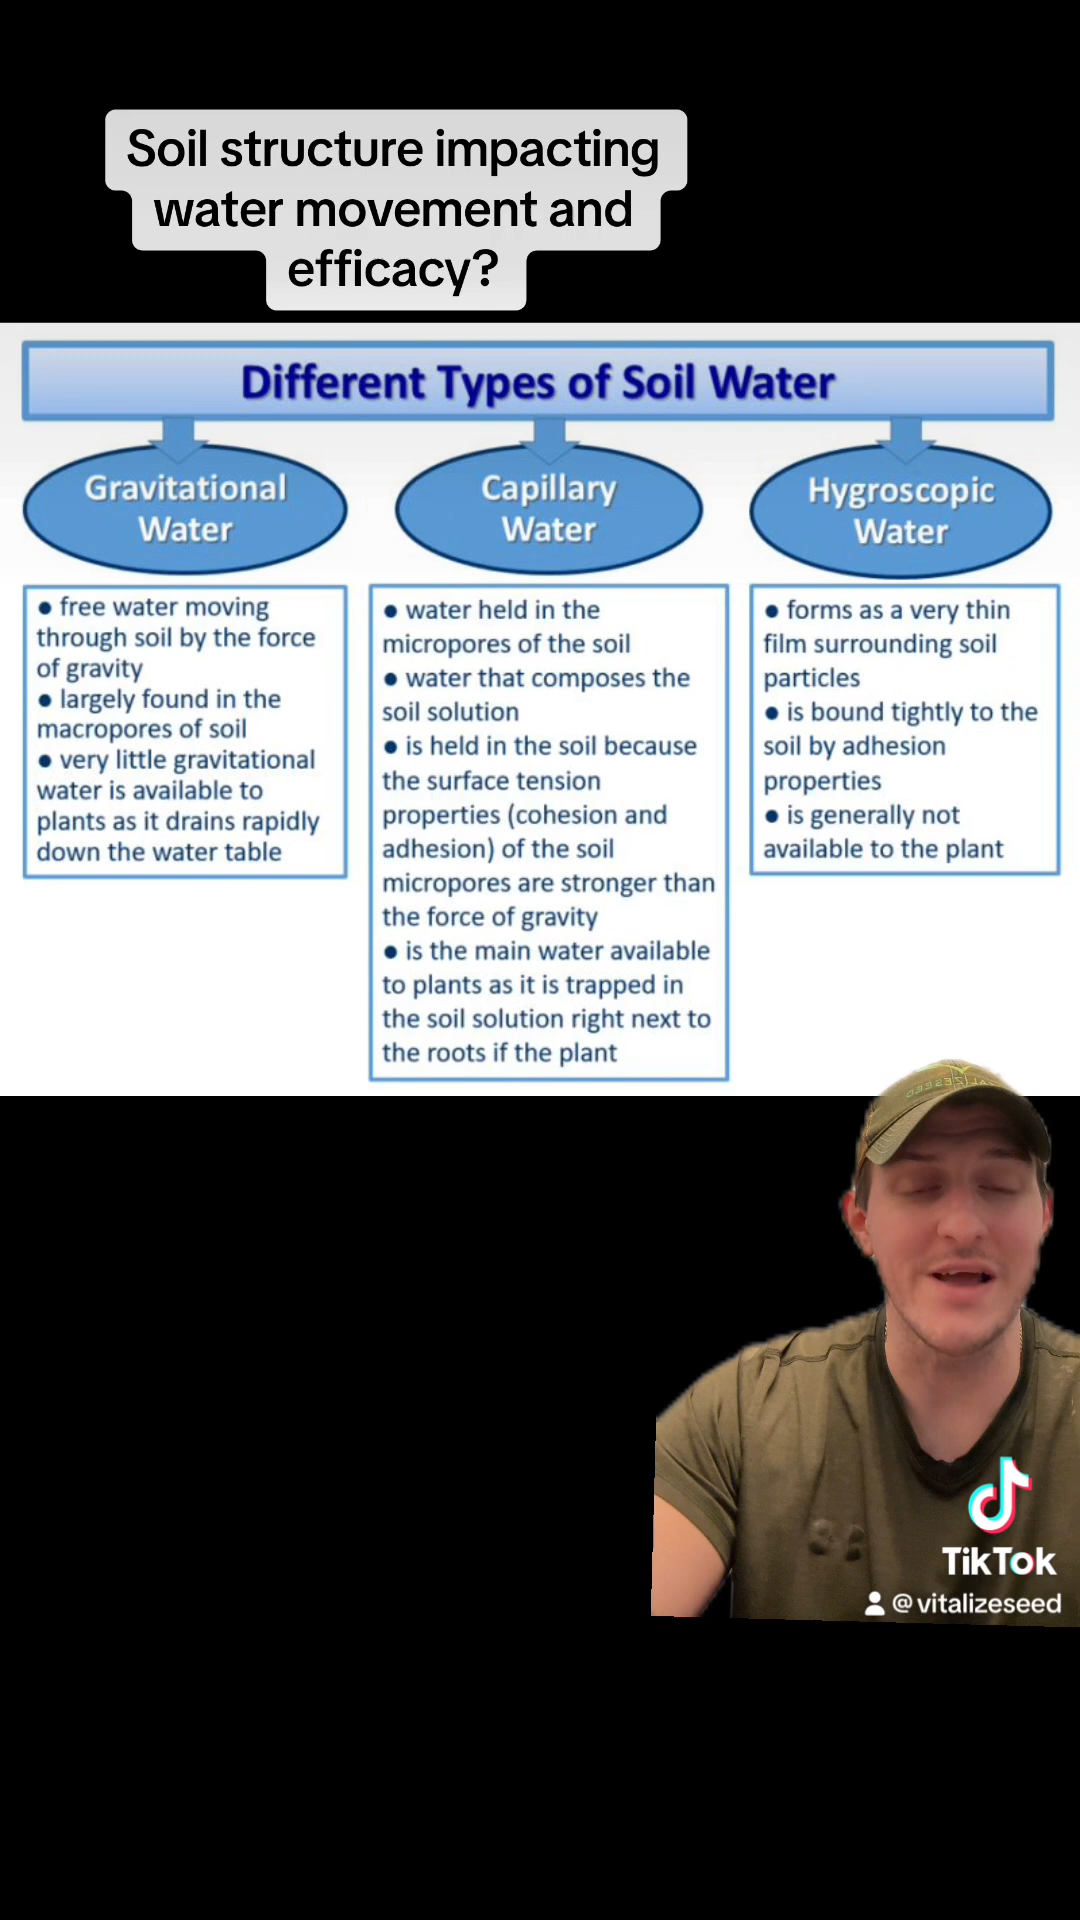 Soil structure impacting
water movement and
efficacy?
Different Types of Soil Water
Gravitational
Water
● free water moving
through soil by the force
of gravity
● largely found in the
macropores of soil
● very little gravitational
water is available to
plants as it drains rapidly
down the water table
Capillary
Water
● water held in the
micropores of the soil
● water that composes the
soil solution
● is held in the soil because
the surface tension
properties (cohesion and
adhesion) of the soil
micropores are stronger than
the force of gravity
● is the main water available
to plants as it is trapped in
the soil solution right next to
the roots if the plant
Hygroscopic
Water
● forms as a very thin
film surrounding soil
particles
● is bound tightly to the
soil by adhesion
properties
● is generally not
available to the plant
TikTok
@vitalizeseed